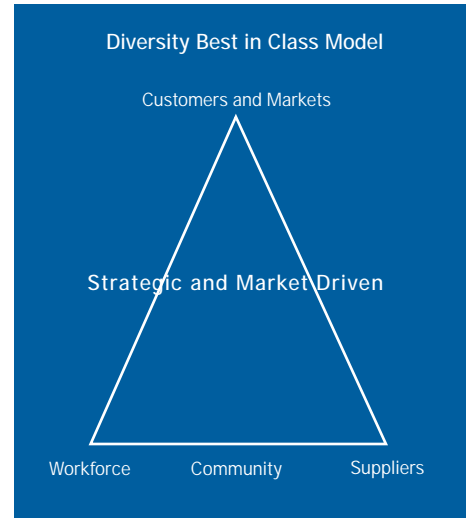 Diversity Best in Class Model
Customers and Markets
Strategic and Market Driven
Workforce Community Suppliers